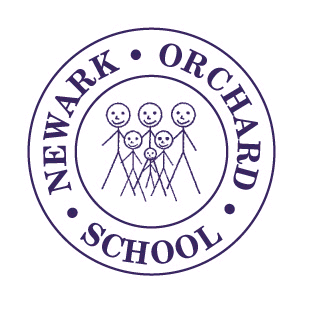 NEWARK • ORCHARD • SCHOOL •